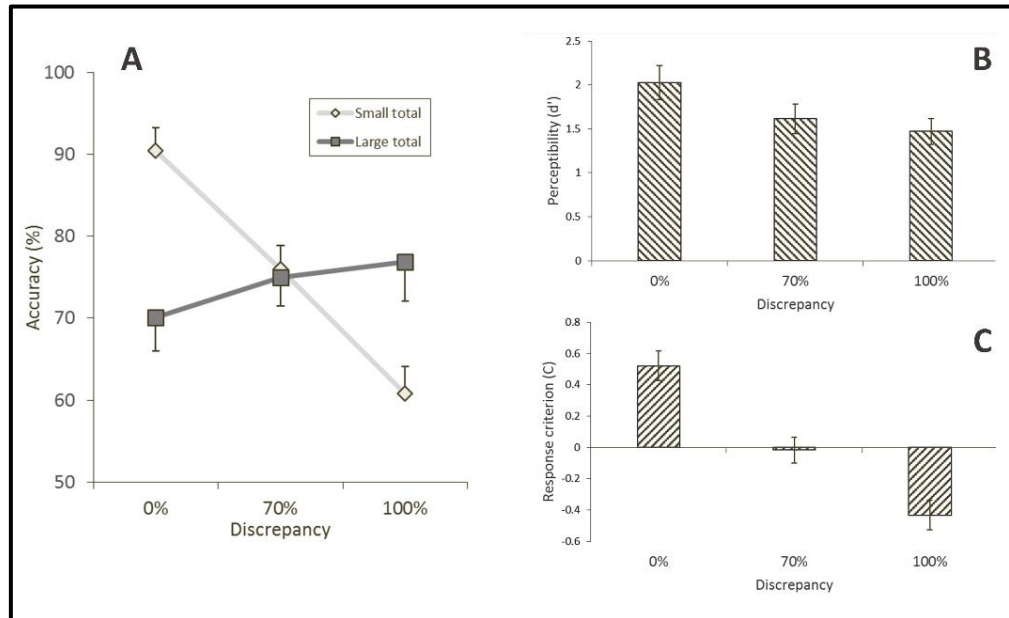 A
100
90
80
70
60
50
Accuracy (%)
Small total
Large total
0% 70% 100%
Discrepancy
B
2.5
2
1.5
1
0.5
0
Perceptibility (d')
0% 70% 100%
Discrepancy
C
0.8
0.6
0.4
0.2
0
-0.2
-0.4
-0.6
Response criterion (C)
0% 70% 100%
Discrepancy